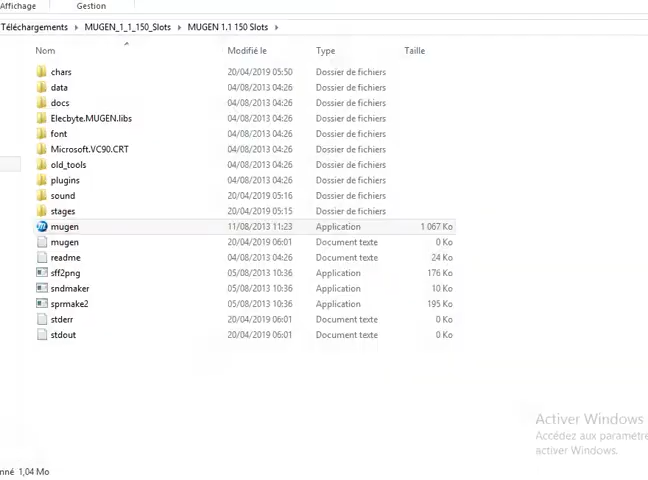 Affichage Gestion
Téléchargements MUGEN_1_1_150_Slots MUGEN 1.1 150 Slots
Nom Modifié le Type Taille
chars 20/04/2019 05:50 Dossier de fichiers
data 04/08/2013 04:26 Dossier de fichiers
docs 04/08/2013 04:26 Dossier de fichiers
Elecbyte.MUGEN.libs 04/08/2013 04:26 Dossier de fichiers
font 04/08/2013 04:26 Dossier de fichiers
Microsoft.VC90.CRT 04/08/2013 04:26 Dossier de fichiers
old_tools 04/08/2013 04:26 Dossier de fichiers
plugins 04/08/2013 04:26 Dossier de fichiers
sound 20/04/2019 05:16 Dossier de fichiers
stages 20/04/2019 05:15 Dossier de fichiers
mugen 11/08/2013 11:23 Application 1 067 Ko
mugen 20/04/2019 06:01 Document texte 0 Ko
readme 04/08/2013 04:26 Document texte 24 Ko
sff2png 05/08/2013 10:36 Application 176 Ko
sndmaker 05/08/2013 10:36 Application 10 Ko
sprmake2 05/08/2013 10:36 Application 195 Ko
stderr 20/04/2019 06:01 Document texte 0 Ko
stdout 20/04/2019 06:01 Document texte 0 Ko
Activer Windows
Accédez aux paramètre
activer Windows.
nné 1,04 Mo